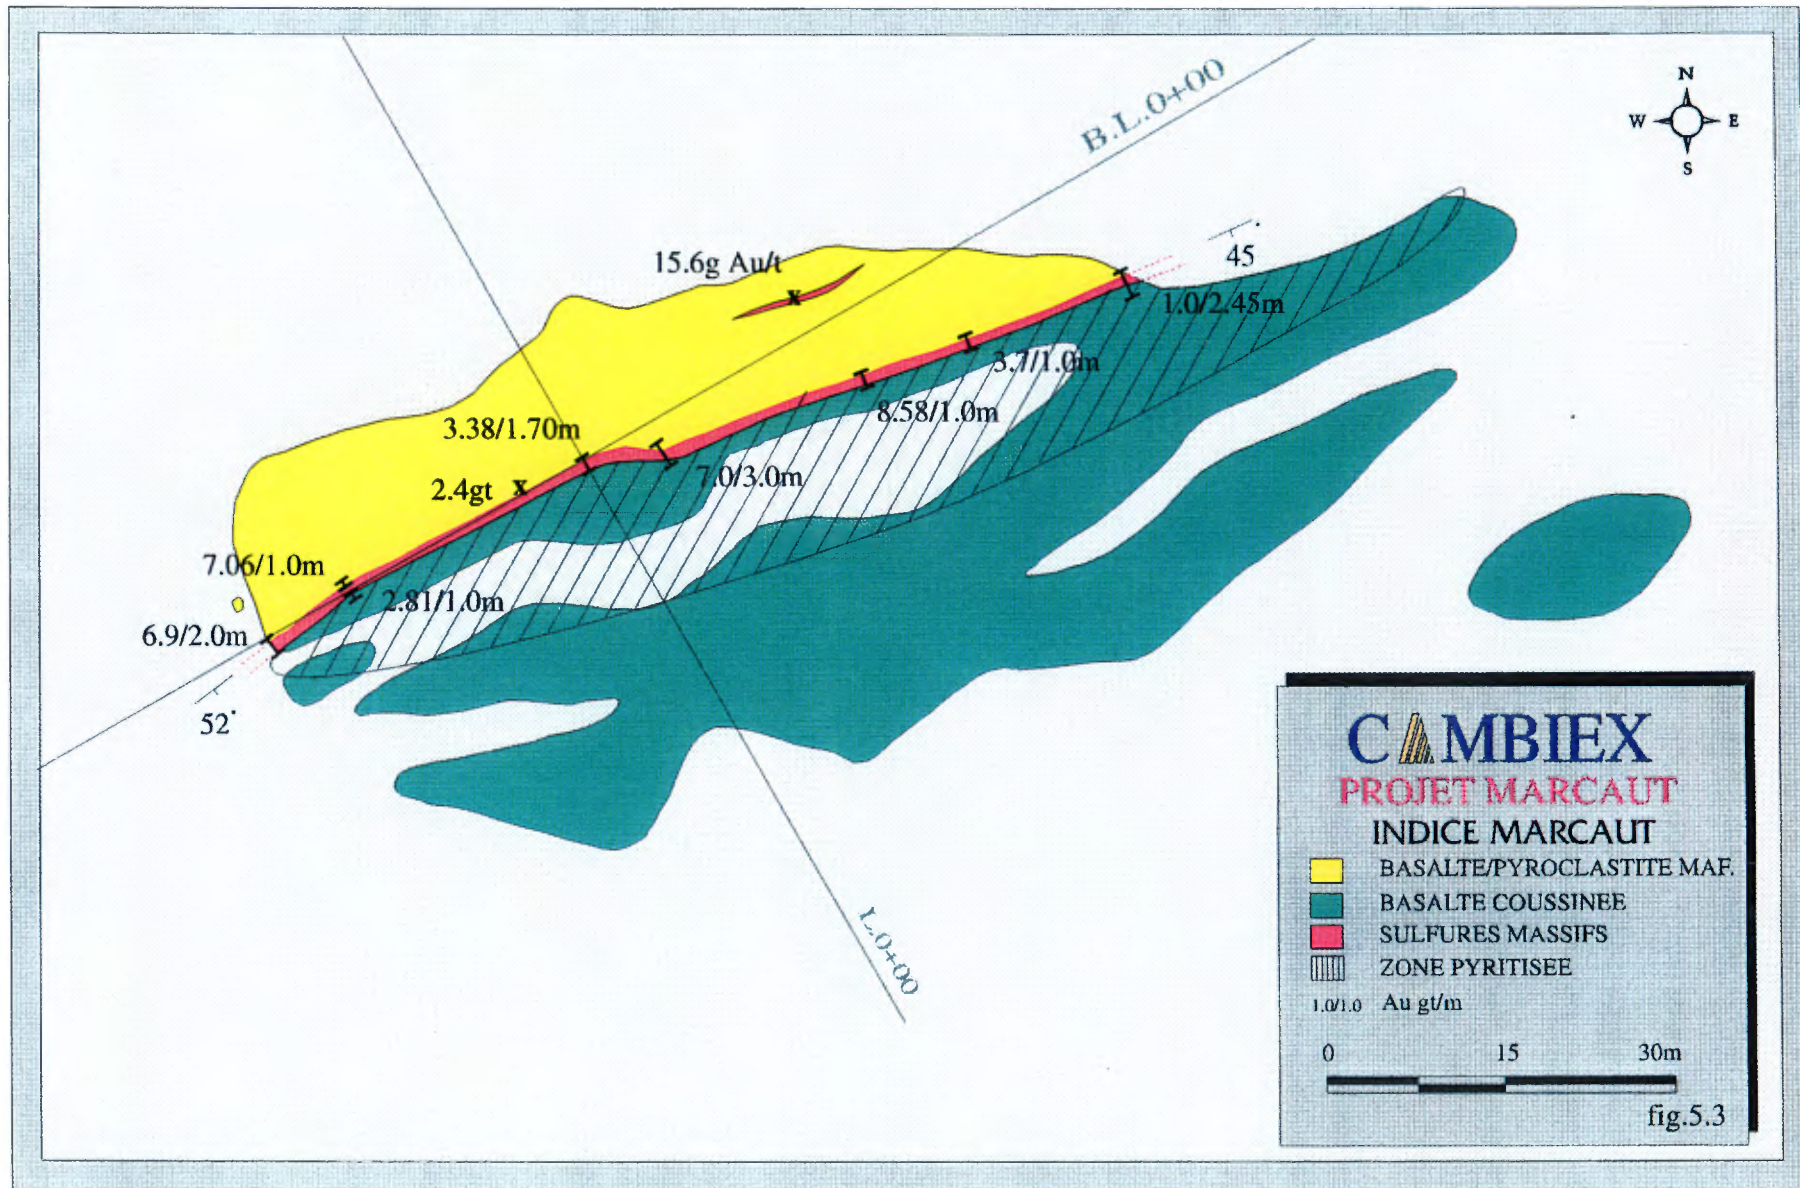 N
W E
S
B.L.0+00
15.6g Au/t
45°
1.0/2.45m
3.7/1.0m
8.58/1.0m
3.38/1.70m
7.0/3.0m
2.4gt
7.06/1.0m
2.81/1.0m
6.9/2.0m
52°
L.0+00
CAMBIEX
PROJET MARCAUT
INDICE MARCAUT
BASALTE/PYROCLASTITE MAF.
BASALTE COUSSINEE
SULFURES MASSIFS
ZONE PYRITISEE
1.0/1.0 Au gt/m
0 15 30m
fig.5.3